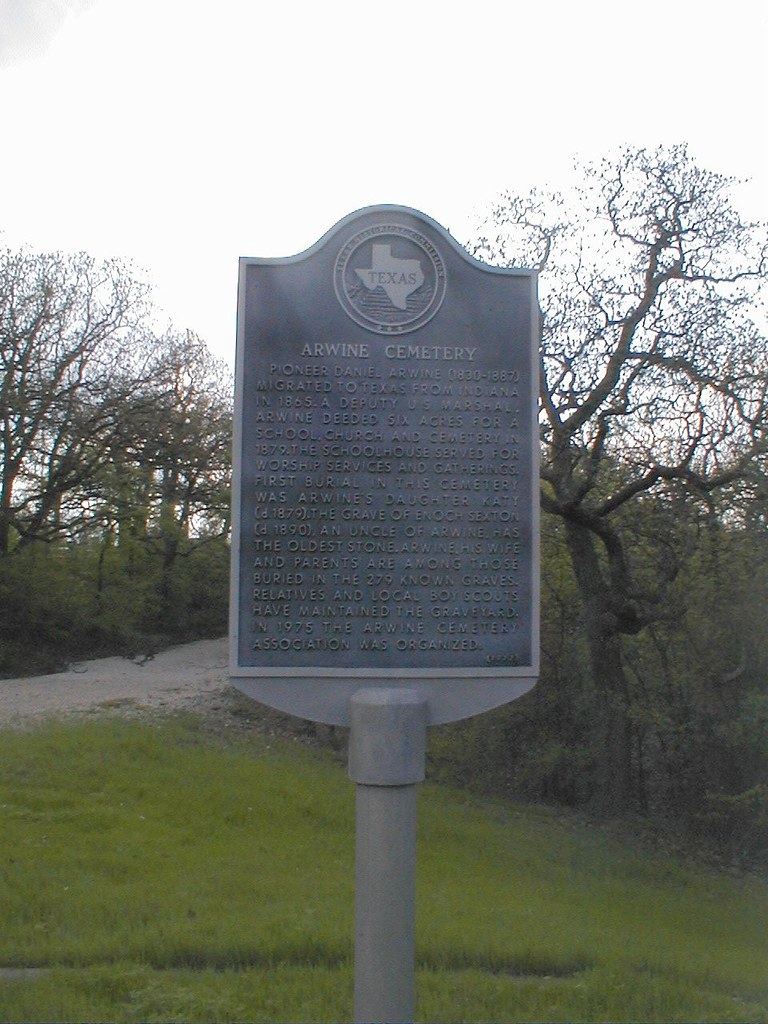 TEXAS
ARWINE CEMETERY
PIONEER DANIEL ARWINE (1830-1887)
MIGRATED TO TEXAS FROM INDIANA
IN 1865. A DEPUTY U.S. MARSHAL,
ARWINE DEEDED SIX ACRES FOR A
SCHOOL, CHURCH AND CEMETERY IN
1879. THE SCHOOLHOUSE SERVED FOR
WORSHIP SERVICES AND GATHERINGS.
FIRST BURIAL IN THIS CEMETERY
WAS ARWINE'S DAUGHTER KATY
(d. 1879). THE GRAVE OF ENOCH SEXTON
(d. 1890), AN UNCLE OF ARWINE, HAS
THE OLDEST STONE. ARWINE, HIS WIFE
AND PARENTS ARE AMONG THOSE
BURIED IN THE 279 KNOWN GRAVES.
RELATIVES AND LOCAL BOY SCOUTS
HAVE MAINTAINED THE GRAVEYARD.
IN 1975 THE ARWINE CEMETERY
ASSOCIATION WAS ORGANIZED.